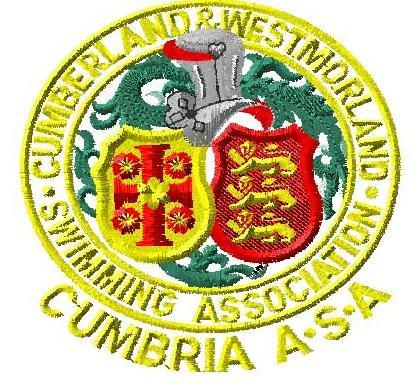 CUMBERLAND & WESTMORLAND
• SWIMMING ASSOCIATION •
CUMBRIA A•S•A